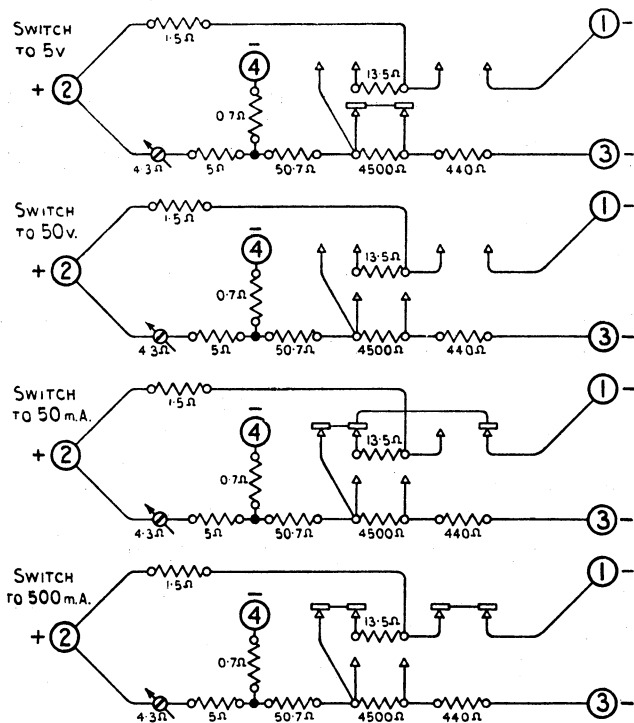 SWITCH
TO 5V
1.5Ω
1 -
+ 2
-
4
0.7Ω
13.5Ω
4.3Ω
5Ω
50.7Ω
4500Ω
440Ω
3 -
SWITCH
TO 50V.
1.5Ω
1 -
+ 2
-
4
0.7Ω
13.5Ω
4.3Ω
5Ω
50.7Ω
4500Ω
440Ω
3 -
SWITCH
TO 50 M.A.
1.5Ω
1 -
+ 2
-
4
0.7Ω
13.5Ω
4.3Ω
5Ω
50.7Ω
4500Ω
440Ω
3 -
SWITCH
TO 500 M.A.
1.5Ω
1 -
+ 2
-
4
0.7Ω
13.5Ω
4.3Ω
5Ω
50.7Ω
4500Ω
440Ω
3 -